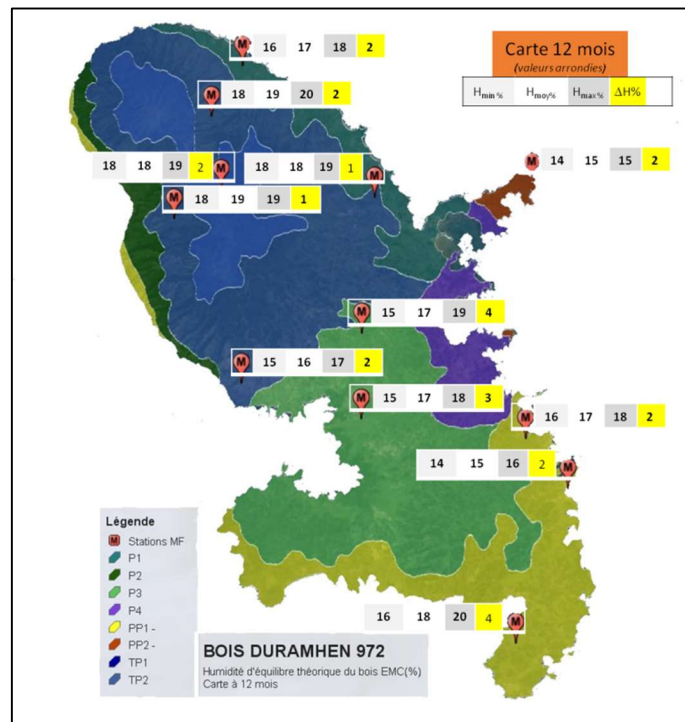 M 16 17 18 2
Carte 12 mois
(valeurs arrondies)
Hmin % Hmoy% Hmax% ΔH%
M 18 19 20 2
M 14 15 15 2
18 18 19 2 M
18 18 19 1 M
M 18 19 19 1
M 15 17 19 4
M 15 16 17 2
M 15 17 18 3
M 16 17 18 2
14 15 16 2 M
Légende
M Stations MF
P1
P2
P3
P4
PP1 -
PP2 -
TP1
TP2
16 18 20 4 M
BOIS DURAMHEN 972
Humidité d'équilibre théorique du bois EMC(%)
Carte à 12 mois